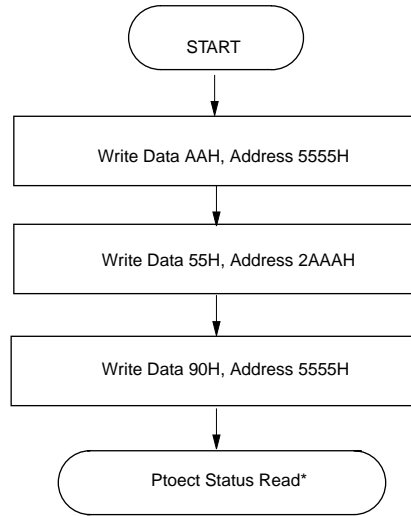 START
Write Data AAH, Address 5555H
Write Data 55H, Address 2AAAH
Write Data 90H, Address 5555H
Ptoect Status Read*